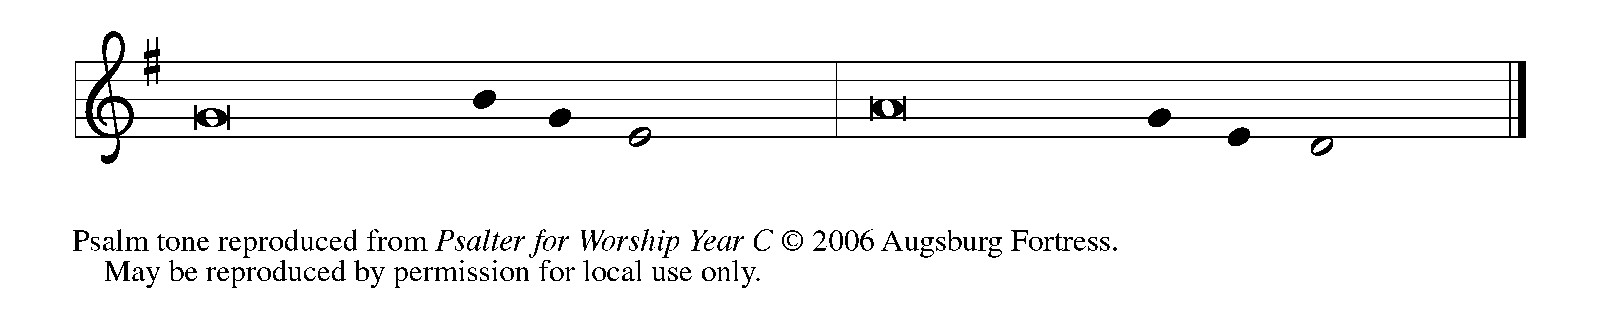 Psalm tone reproduced from Psalter for Worship Year C © 2006 Augsburg Fortress.
May be reproduced by permission for local use only.